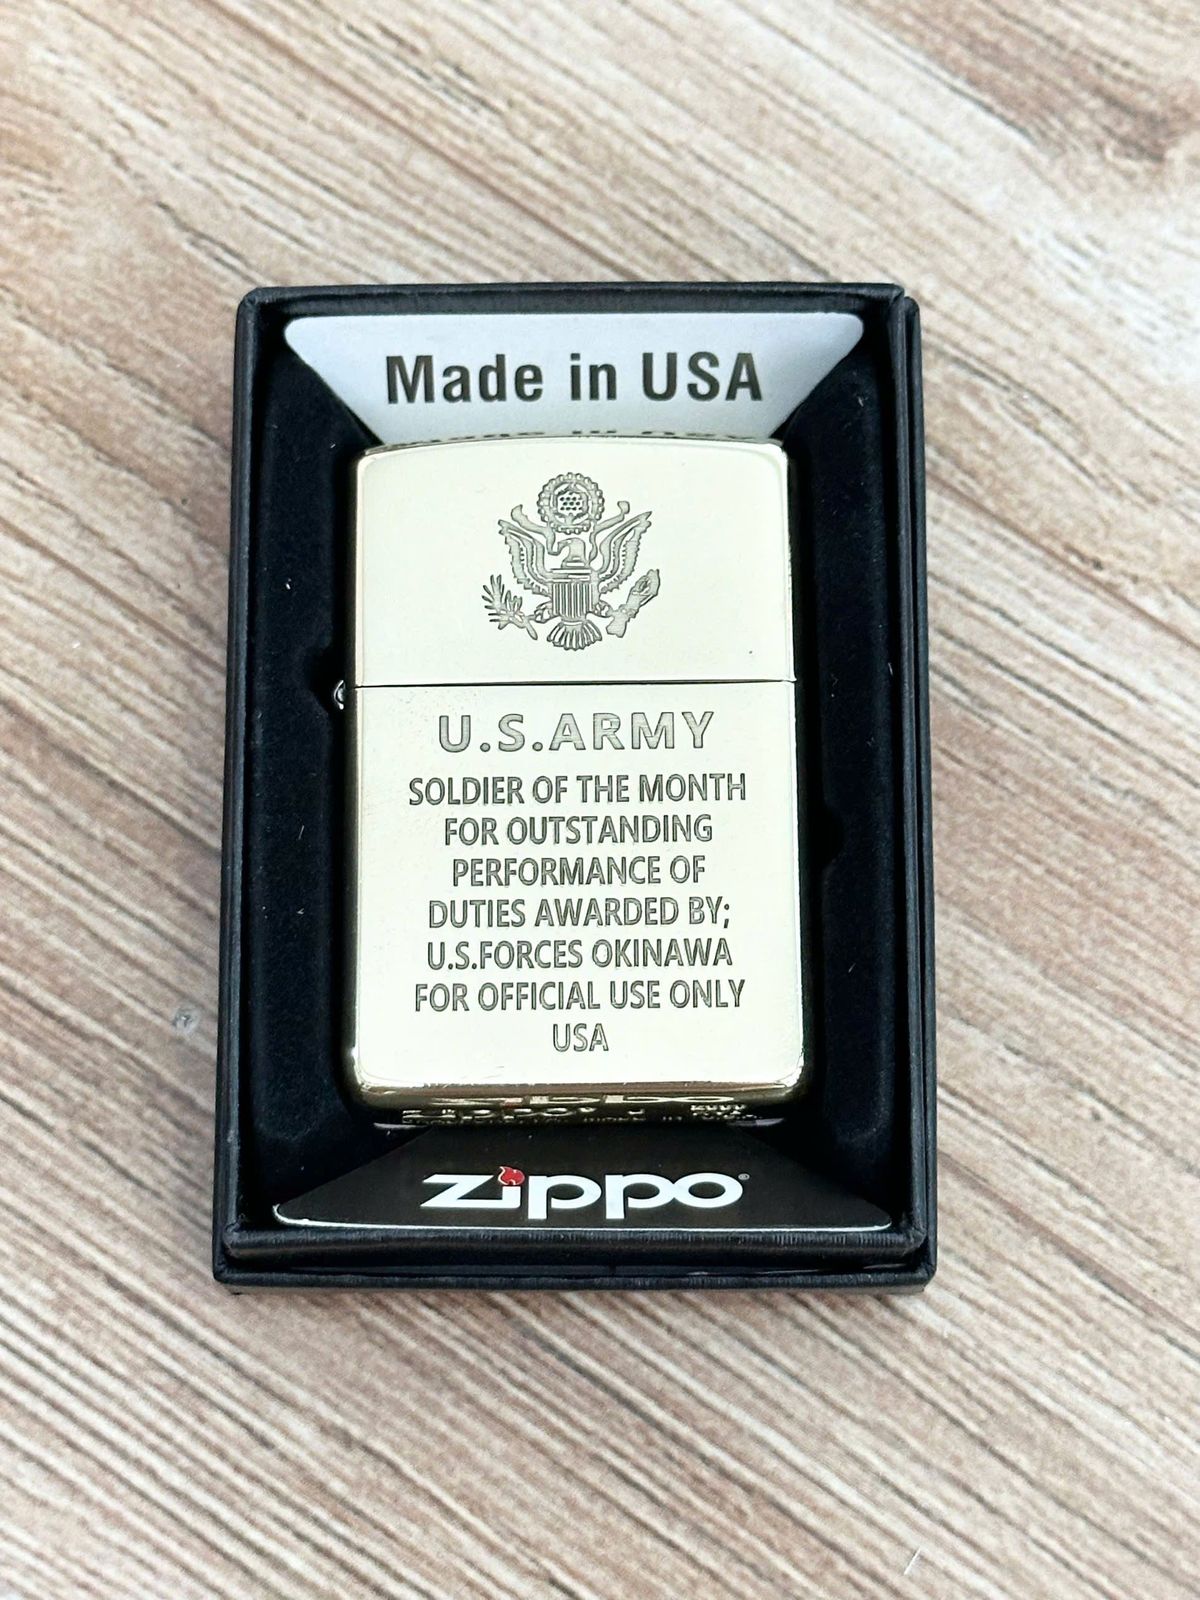 Made in USA
U.S.ARMY
SOLDIER OF THE MONTH
FOR OUTSTANDING
PERFORMANCE OF
DUTIES AWARDED BY;
U.S.FORCES OKINAWA
FOR OFFICIAL USE ONLY
USA
zippo